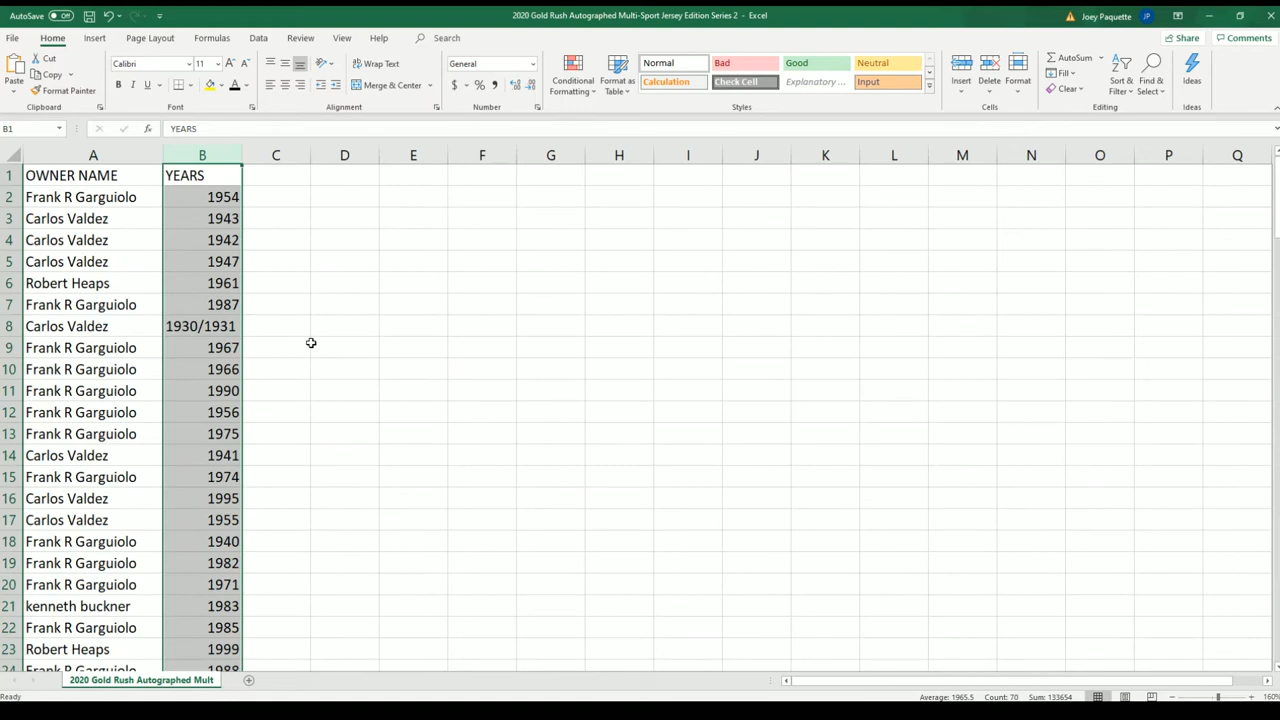 AutoSave Off 2020 Gold Rush Autographed Multi-Sport Jersey Edition Series 2 - Excel Joey Paquette JP
File Home Insert Page Layout Formulas Data Review View Help Search Share Comments
Paste Cut Copy Format Painter
Calibri 11 Wrap Text Merge & Center General
Conditional Formatting Format as Table Normal Bad Good Neutral
Calculation Check Cell Explanatory ... Input
Insert Delete Format AutoSum Fill Clear Sort & Filter Find & Select Ideas
Clipboard Font Alignment Number Styles Cells Editing Ideas
B1 fx YEARS
A B C D E F G H I J K L M N O P Q
1 OWNER NAME YEARS
2 Frank R Garguiolo 1954
3 Carlos Valdez 1943
4 Carlos Valdez 1942
5 Carlos Valdez 1947
6 Robert Heaps 1961
7 Frank R Garguiolo 1987
8 Carlos Valdez 1930/1931
9 Frank R Garguiolo 1967
10 Frank R Garguiolo 1966
11 Frank R Garguiolo 1990
12 Frank R Garguiolo 1956
13 Frank R Garguiolo 1975
14 Carlos Valdez 1941
15 Frank R Garguiolo 1974
16 Carlos Valdez 1995
17 Carlos Valdez 1955
18 Frank R Garguiolo 1940
19 Frank R Garguiolo 1982
20 Frank R Garguiolo 1971
21 kenneth buckner 1983
22 Frank R Garguiolo 1985
23 Robert Heaps 1999
24 Frank R Garguiolo 1988
2020 Gold Rush Autographed Mult
Ready Average: 1965.5 Count: 70 Sum: 133654 160%